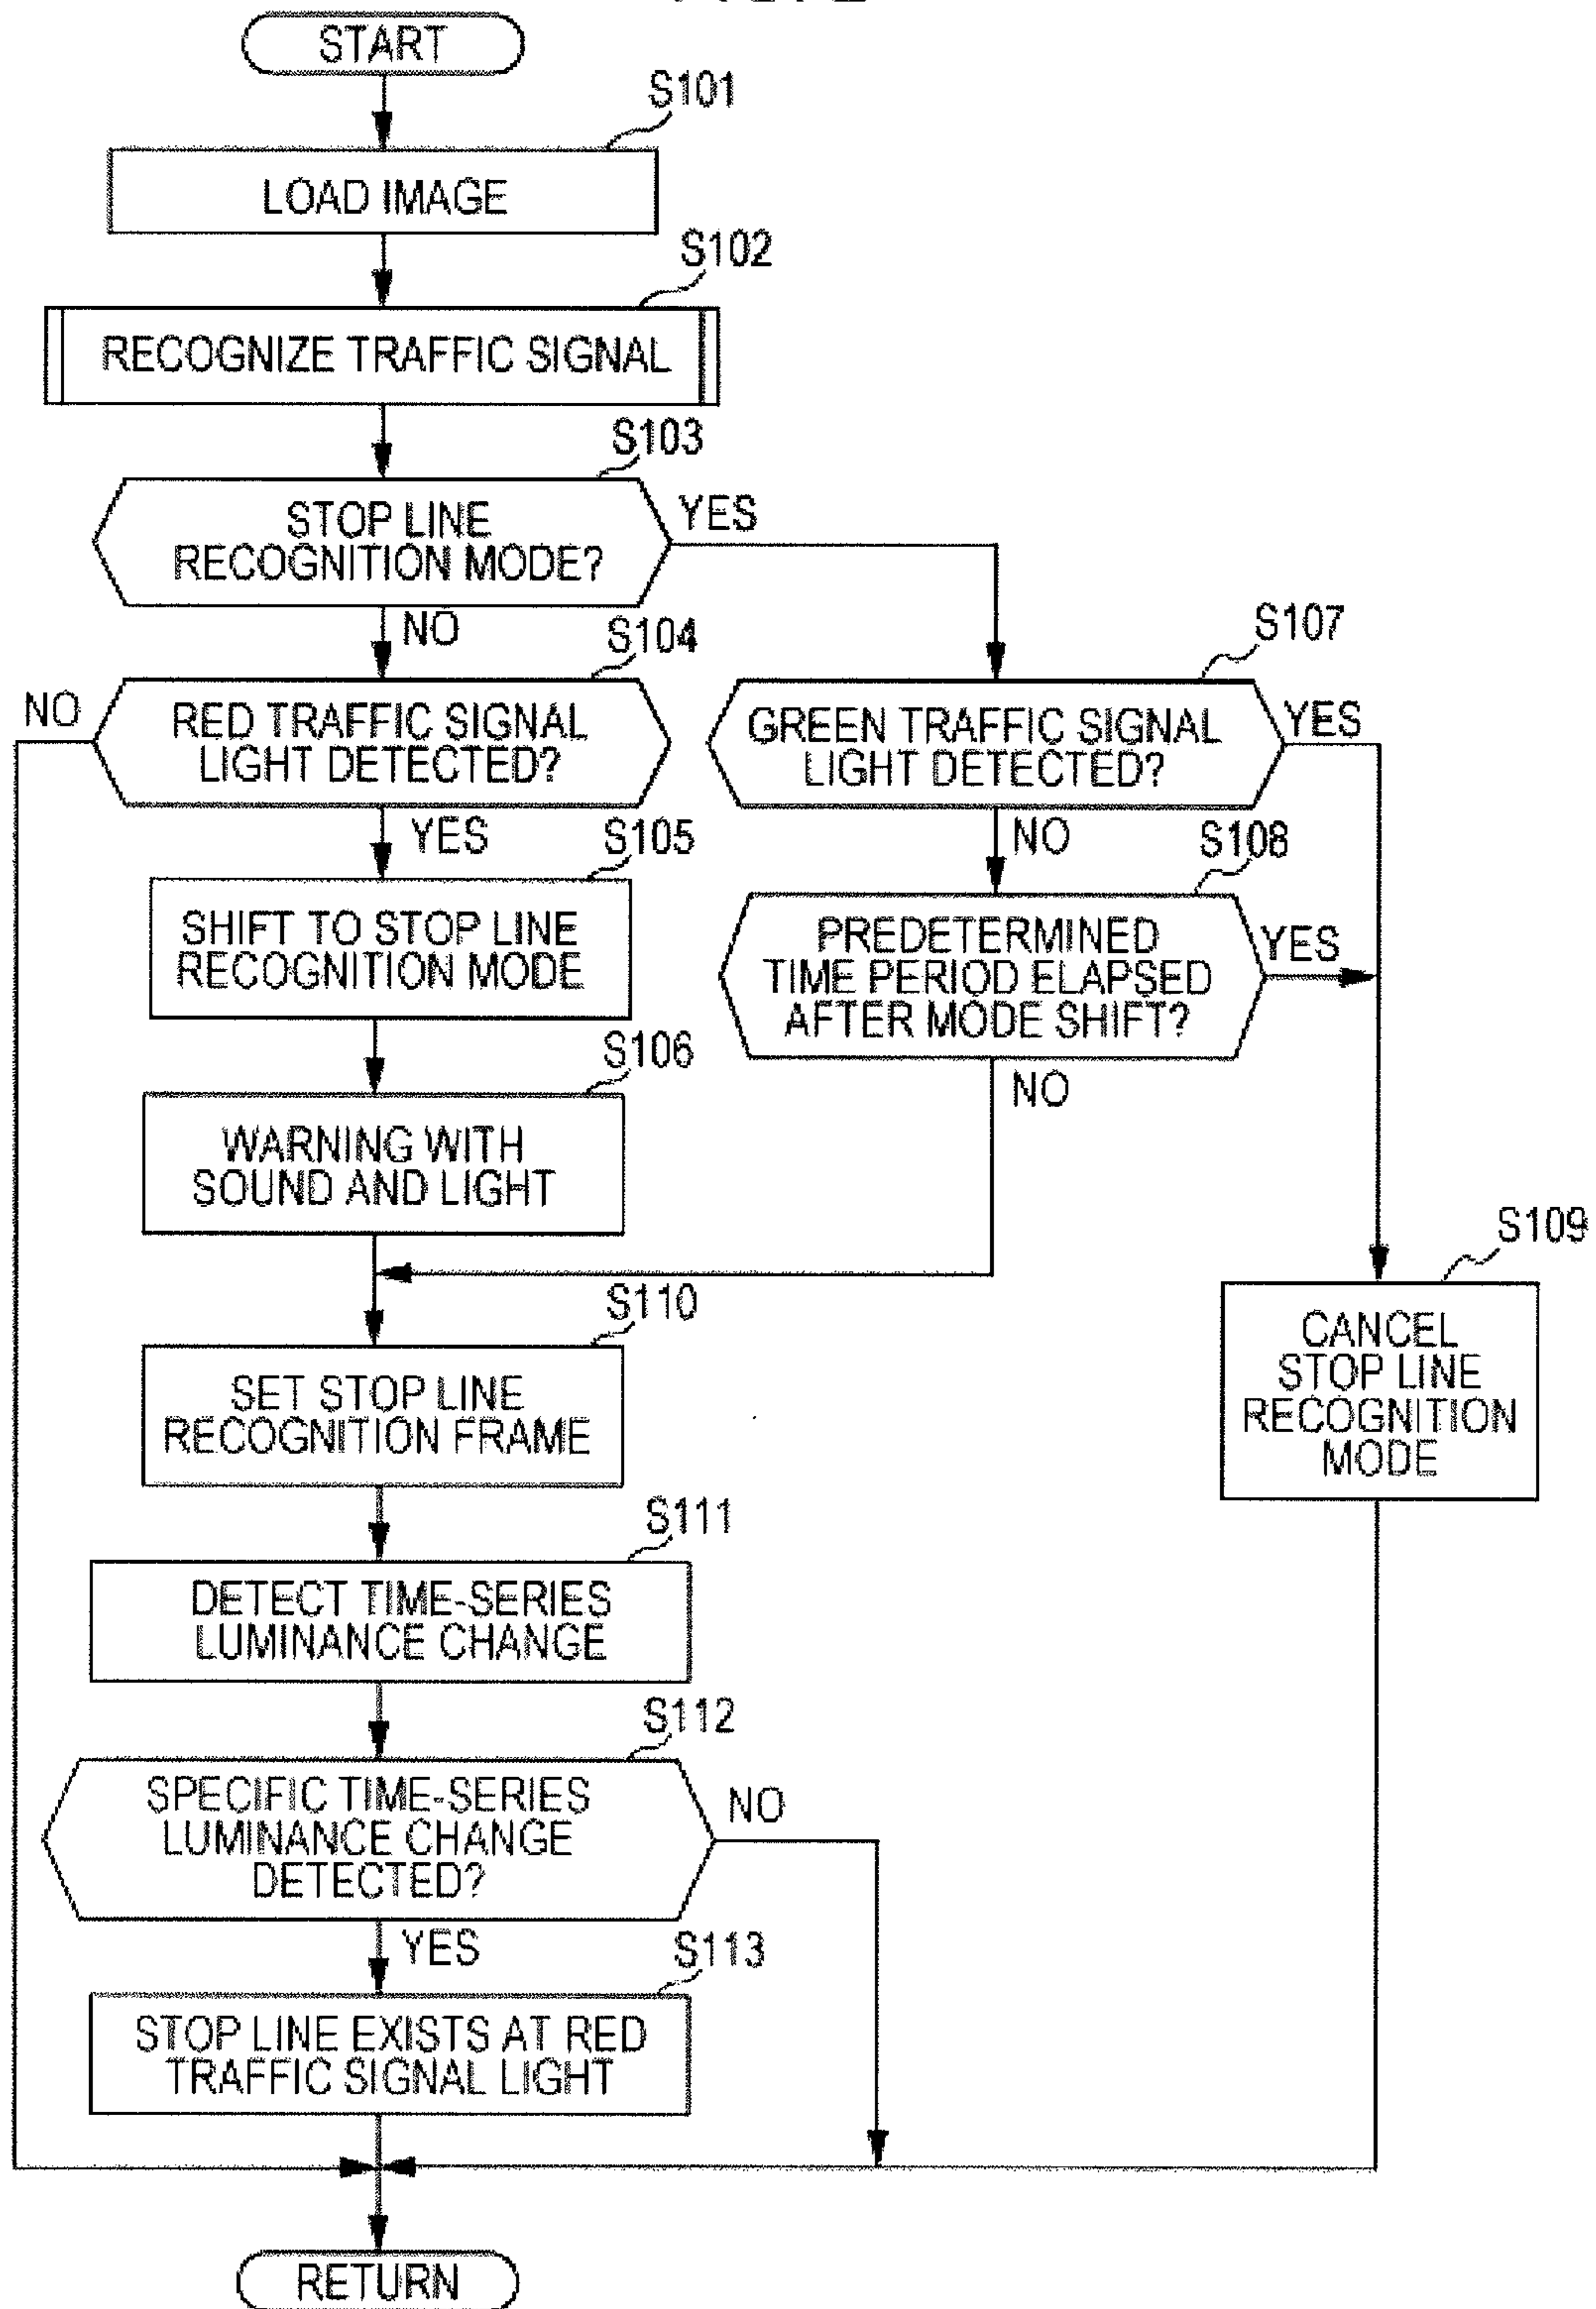 START
S101
LOAD IMAGE
S102
RECOGNIZE TRAFFIC SIGNAL
S103
STOP LINE
RECOGNITION MODE?
YES
NO
S104
NO
RED TRAFFIC SIGNAL
LIGHT DETECTED?
YES
S107
GREEN TRAFFIC SIGNAL
LIGHT DETECTED?
YES
NO
S105
SHIFT TO STOP LINE
RECOGNITION MODE
S108
PREDETERMINED
TIME PERIOD ELAPSED
AFTER MODE SHIFT?
YES
NO
S106
WARNING WITH
SOUND AND LIGHT
S109
CANCEL
STOP LINE
RECOGNITION
MODE
S110
SET STOP LINE
RECOGNITION FRAME
S111
DETECT TIME-SERIES
LUMINANCE CHANGE
S112
SPECIFIC TIME-SERIES
LUMINANCE CHANGE
DETECTED?
NO
YES
S113
STOP LINE EXISTS AT RED
TRAFFIC SIGNAL LIGHT
RETURN